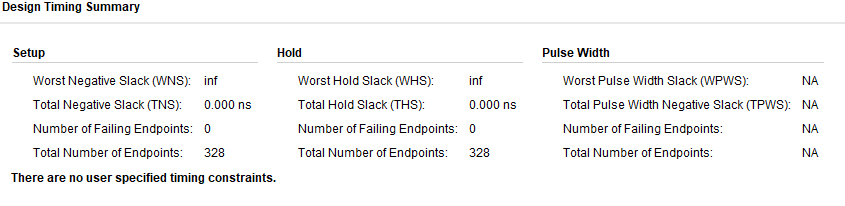 Design Timing Summary
Setup Hold Pulse Width
Worst Negative Slack (WNS): inf Worst Hold Slack (WHS): inf Worst Pulse Width Slack (WPWS): NA
Total Negative Slack (TNS): 0.000 ns Total Hold Slack (THS): 0.000 ns Total Pulse Width Negative Slack (TPWS): NA
Number of Failing Endpoints: 0 Number of Failing Endpoints: 0 Number of Failing Endpoints: NA
Total Number of Endpoints: 328 Total Number of Endpoints: 328 Total Number of Endpoints: NA
There are no user specified timing constraints.